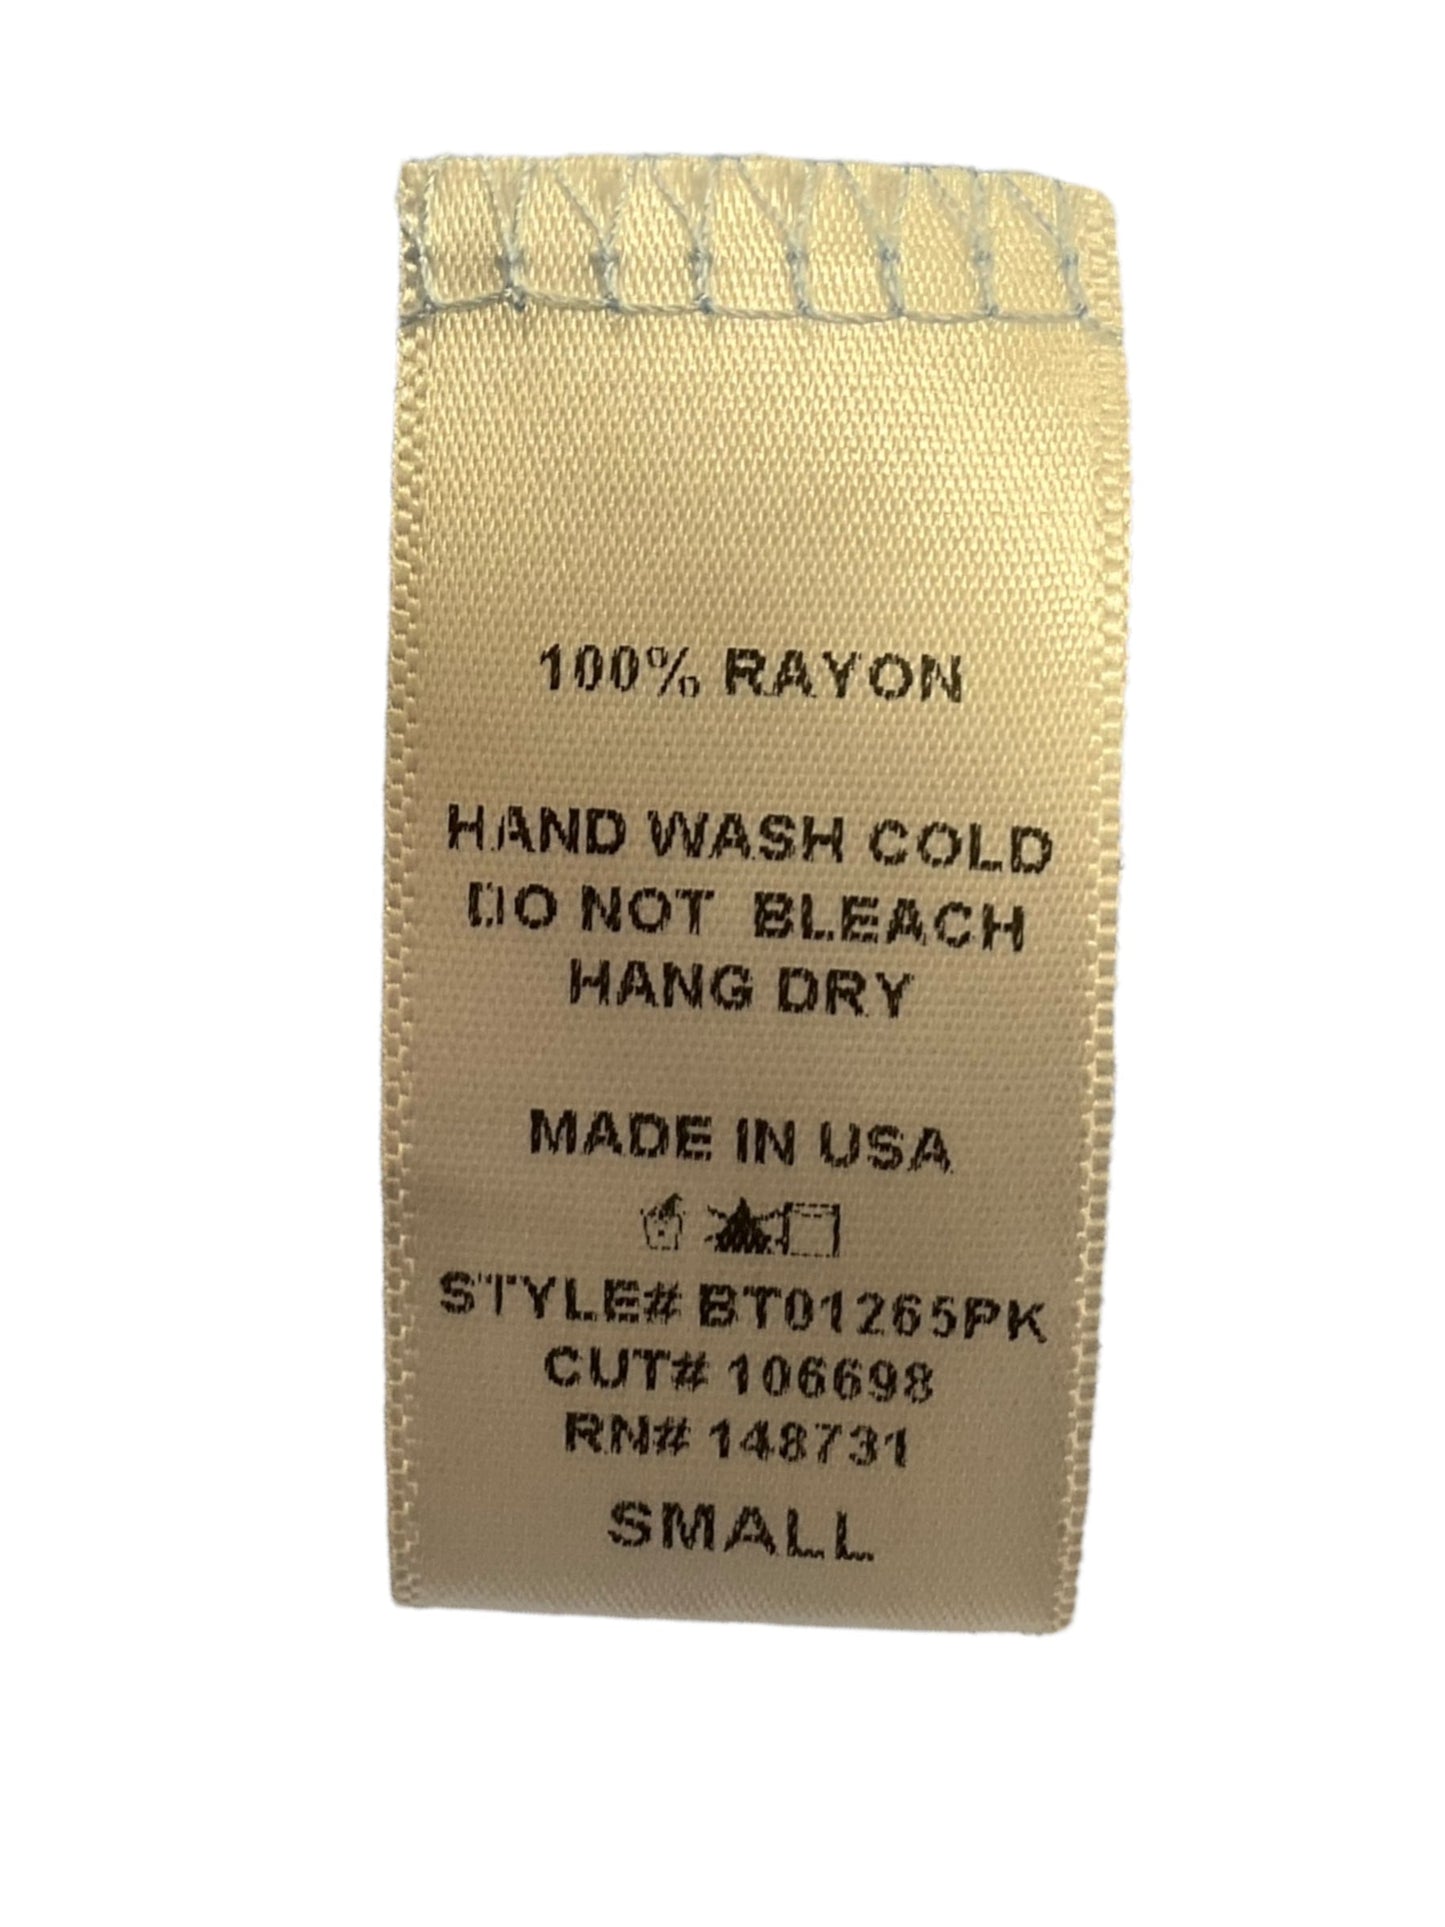 100% RAYON
HAND WASH COLD
DO NOT BLEACH
HANG DRY
MADE IN USA
STYLE# BT01265PK
CUT# 106698
RN# 148731
SMALL